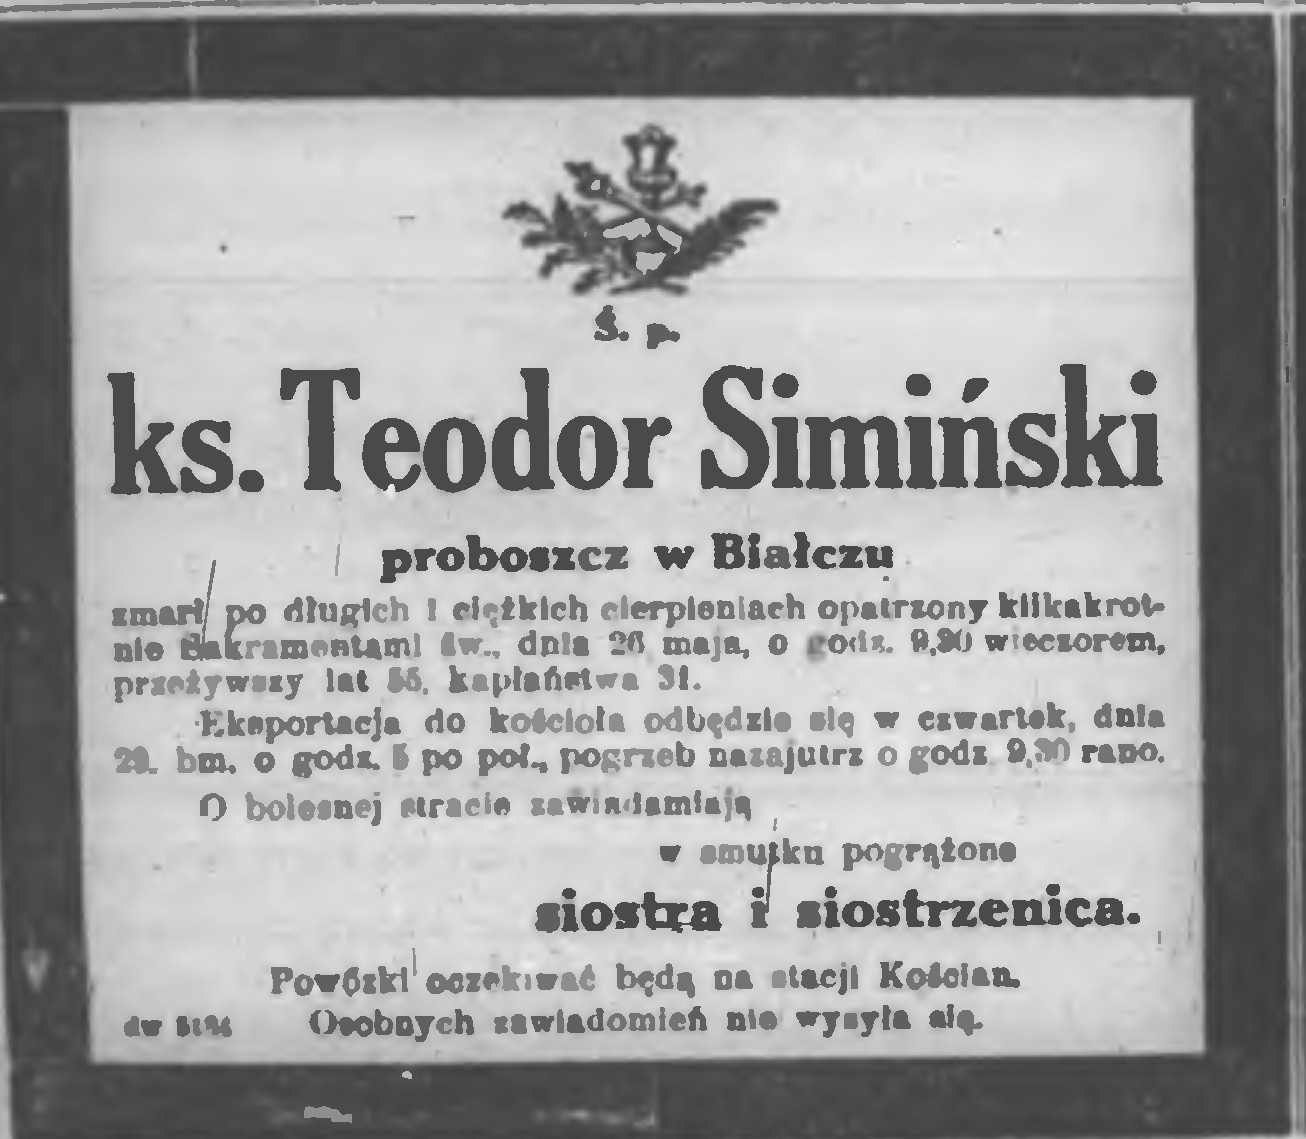 Ś. p.
ks. Teodor Simiński
proboszcz w Białczu
zmarł po długich i ciężkich cierpieniach opatrzony kilkakrot-
nie Sakramentami św., dnia 26 maja, o godz. 9,30 wieczorem,
przeżywszy lat 55, kapłaństwa 31.
Eksportacja do kościoła odbędzie się w czwartek, dnia
29. bm. o godz. 5 po poł., pogrzeb nazajutrz o godz 9,30 rano.
O bolesnej stracie zawiadamiają
w smutku pogrążone
siostra i siostrzenica.
Powózki oczekiwać będą na stacji Kościan.
dw Osobnych zawiadomień nie wysyła się.